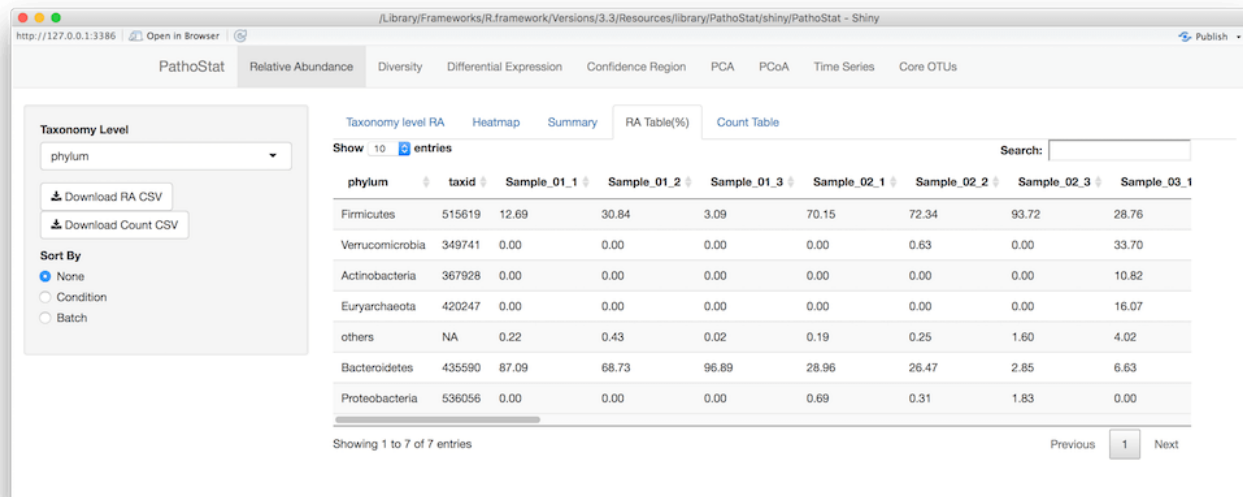 /Library/Frameworks/R.framework/Versions/3.3/Resources/library/PathoStat/shiny/PathoStat - Shiny
http://127.0.0.1:3386 Open in Browser Publish
PathoStat Relative Abundance Diversity Differential Expression Confidence Region PCA PCoA Time Series Core OTUs
Taxonomy Level
phylum
Download RA CSV
Download Count CSV
Sort By
None
Condition
Batch
Taxonomy level RA Heatmap Summary RA Table(%) Count Table
Show 10 entries Search:
phylum taxid Sample_01_1 Sample_01_2 Sample_01_3 Sample_02_1 Sample_02_2 Sample_02_3 Sample_03_1
Firmicutes 515619 12.69 30.84 3.09 70.15 72.34 93.72 28.76
Verrucomicrobia 349741 0.00 0.00 0.00 0.00 0.63 0.00 33.70
Actinobacteria 367928 0.00 0.00 0.00 0.00 0.00 0.00 10.82
Euryarchaeota 420247 0.00 0.00 0.00 0.00 0.00 0.00 16.07
others NA 0.22 0.43 0.02 0.19 0.25 1.60 4.02
Bacteroidetes 435590 87.09 68.73 96.89 28.96 26.47 2.85 6.63
Proteobacteria 536056 0.00 0.00 0.00 0.69 0.31 1.83 0.00
Showing 1 to 7 of 7 entries Previous 1 Next